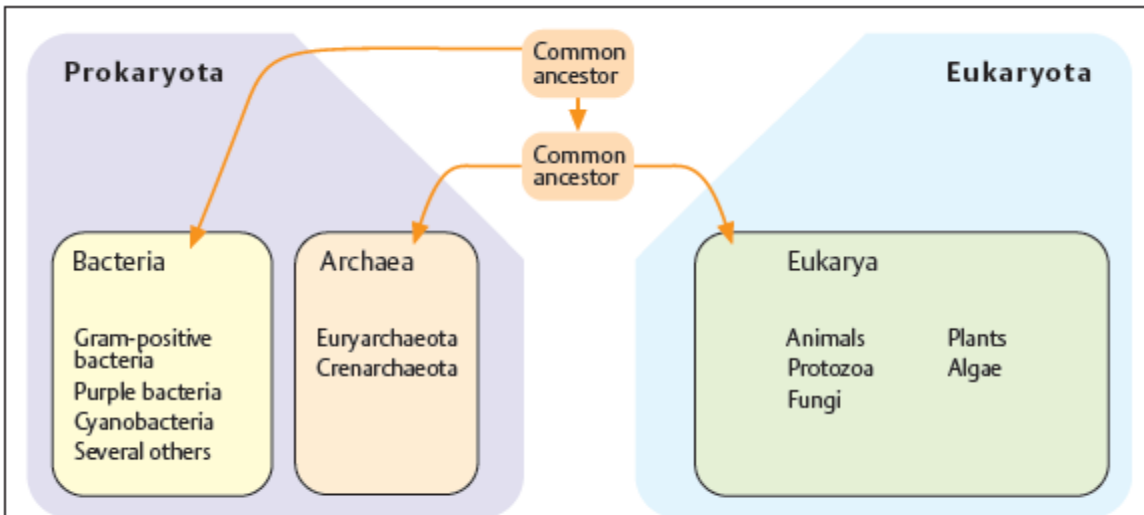 Prokaryota
Common
ancestor
Eukaryota
Common
ancestor
Bacteria
Gram-positive
bacteria
Purple bacteria
Cyanobacteria
Several others
Archaea
Euryarchaeota
Crenarchaeota
Eukarya
Animals
Protozoa
Fungi
Plants
Algae